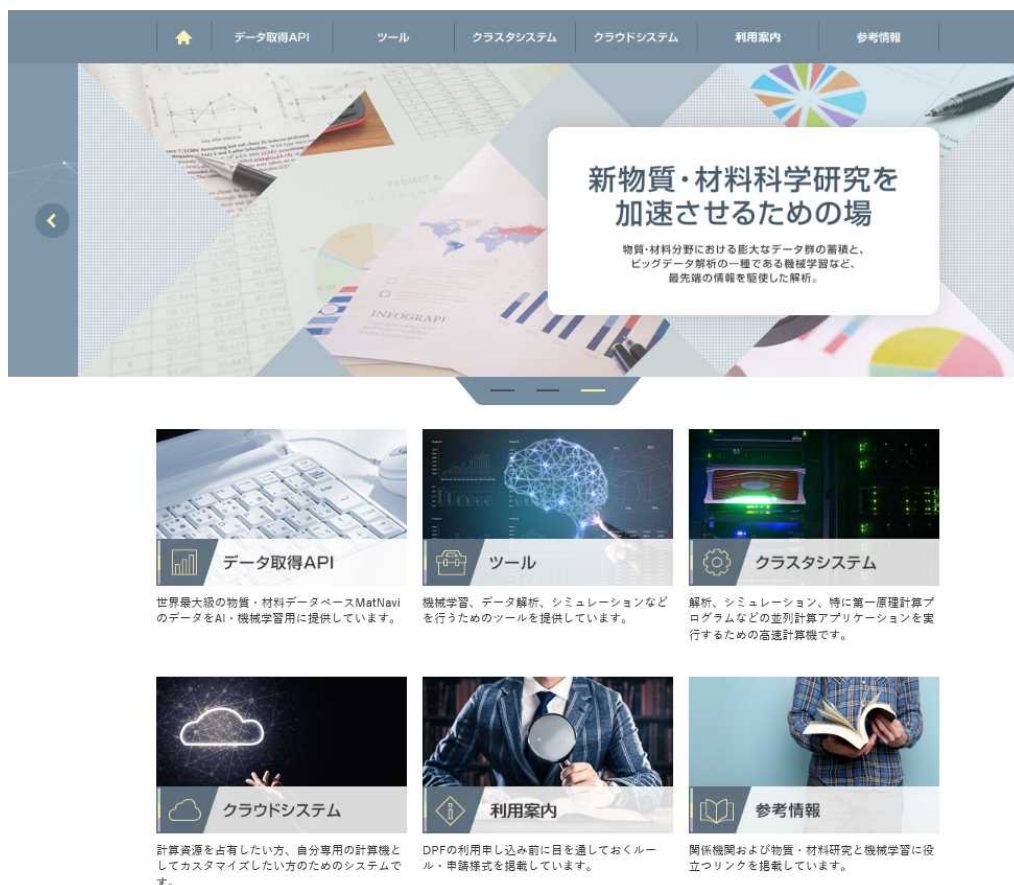 データ取得API
ツール
クラスタシステム
クラウドシステム
利用案内
参考情報
新物質・材料科学研究を
加速させるための場
物質・材料分野における膨大なデータ群の蓄積と、
ビッグデータ解析の一種である機械学習など、
最先端の情報を駆使した解析。
INFOGRAPI
データ取得API
世界最大級の物質・材料データベースMatNavi
のデータをAI・機械学習用に提供しています。
ツール
機械学習、データ解析、シミュレーションなど
を行うためのツールを提供しています。
クラスタシステム
解析、シミュレーション、特に第一原理計算プ
ログラムなどの並列計算アプリケーションを実
行するための高速計算機です。
クラウドシステム
計算資源を占有したい方、自分専用の計算機と
してカスタマイズしたい方のためのシステムで
す。
利用案内
DPFの利用申し込み前に目を通しておくルー
ル・申請様式を掲載しています。
参考情報
関係機関および物質・材料研究と機械学習に役
立つリンクを掲載しています。